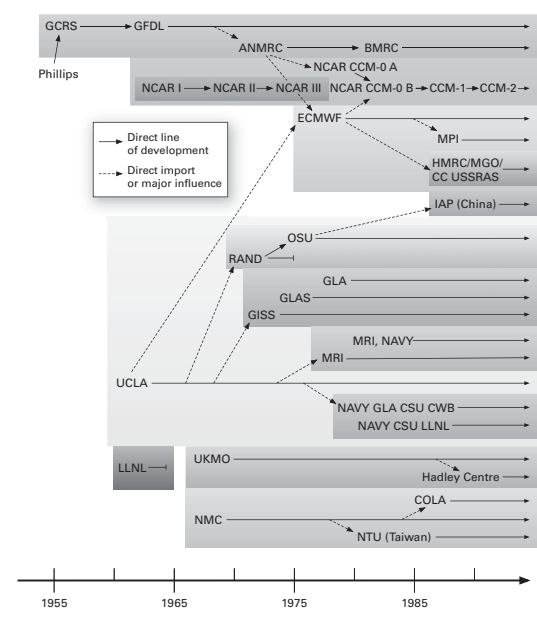 GCRS GFDL
ANMRC BMRC
Phillips
NCAR CCM-0 A
NCAR I NCAR II NCAR III NCAR CCM-0 B CCM-1 CCM-2
ECMWF
MPI
Direct line
of development
Direct import
or major influence
HMRC/MGO/
CC USSRAS
IAP (China)
OSU
RAND
GLA
GLAS
GISS
MRI, NAVY
MRI
UCLA
NAVY GLA CSU CWB
NAVY CSU LLNL
UKMO
LLNL
Hadley Centre
COLA
NMC
NTU (Taiwan)
1955 1965 1975 1985